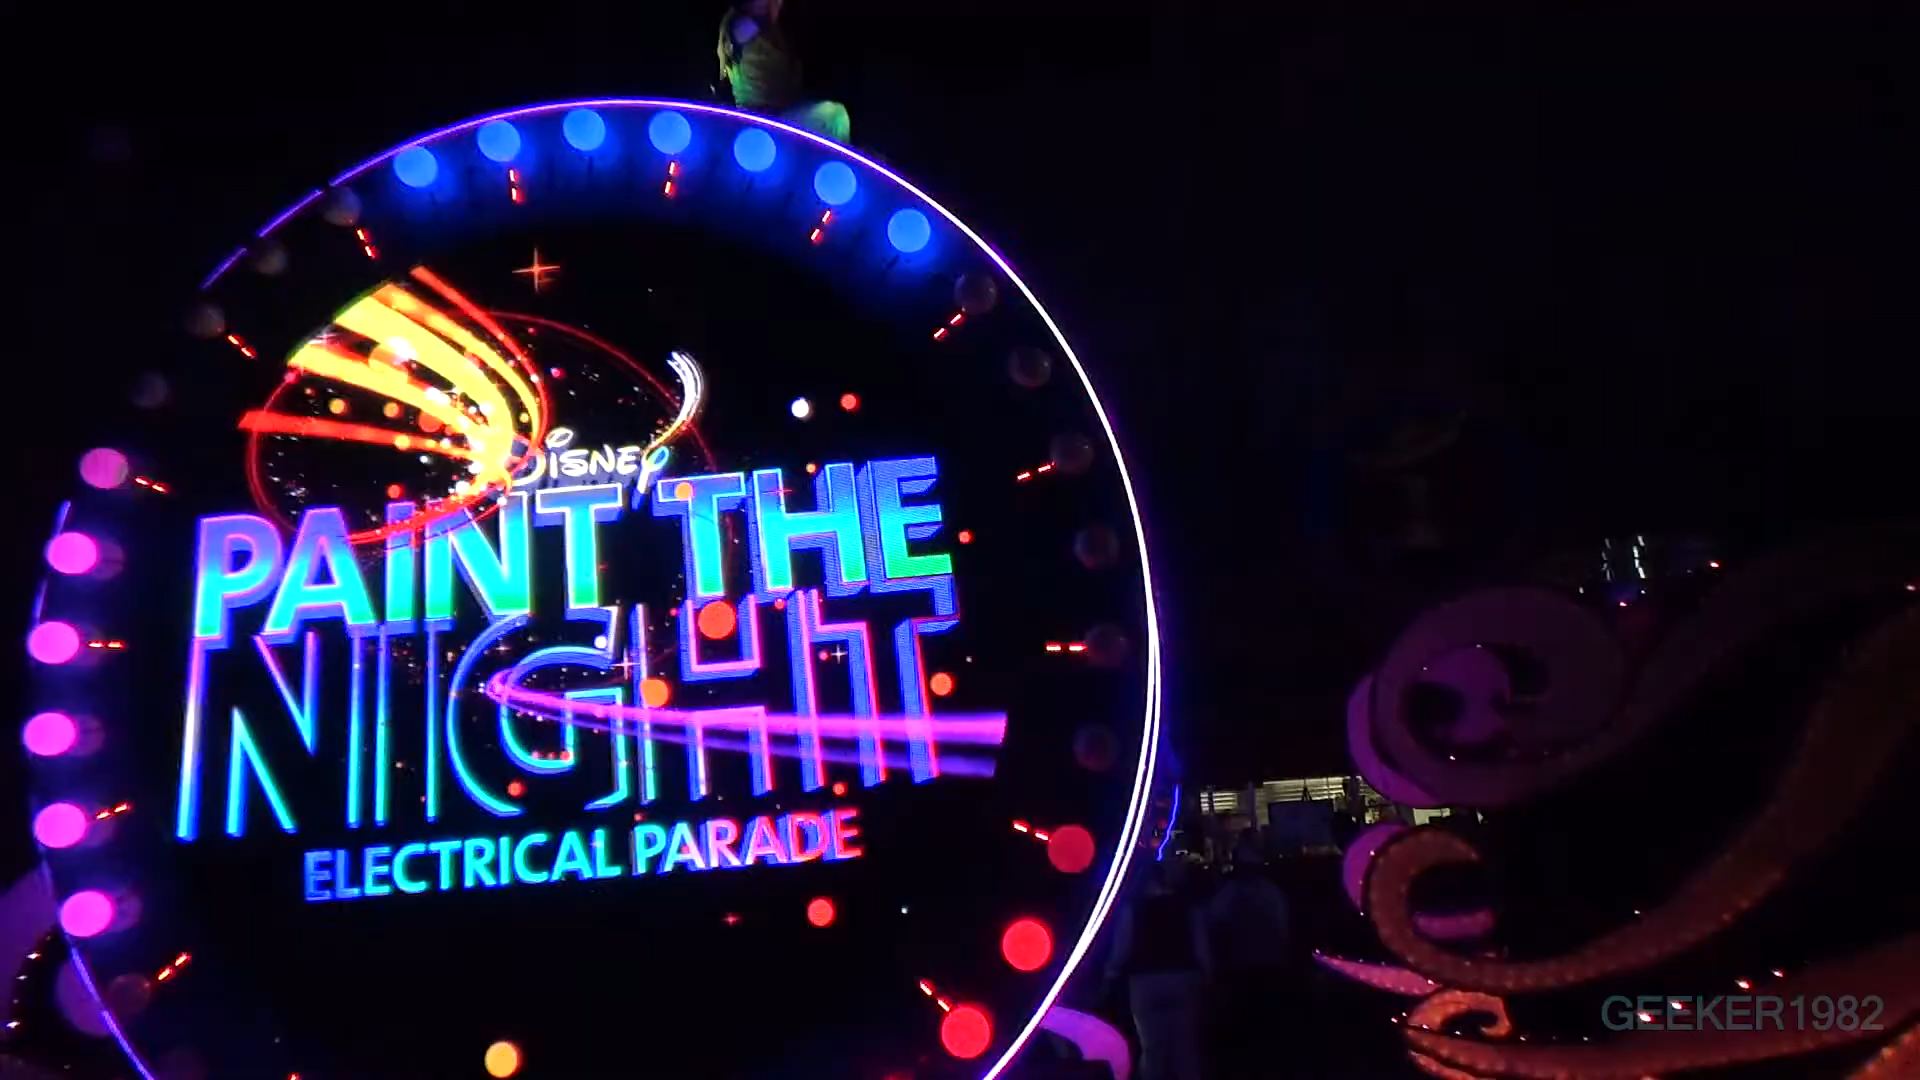 Disney
PAINT THE
NIGHT
ELECTRICAL PARADE
GEEKER1982